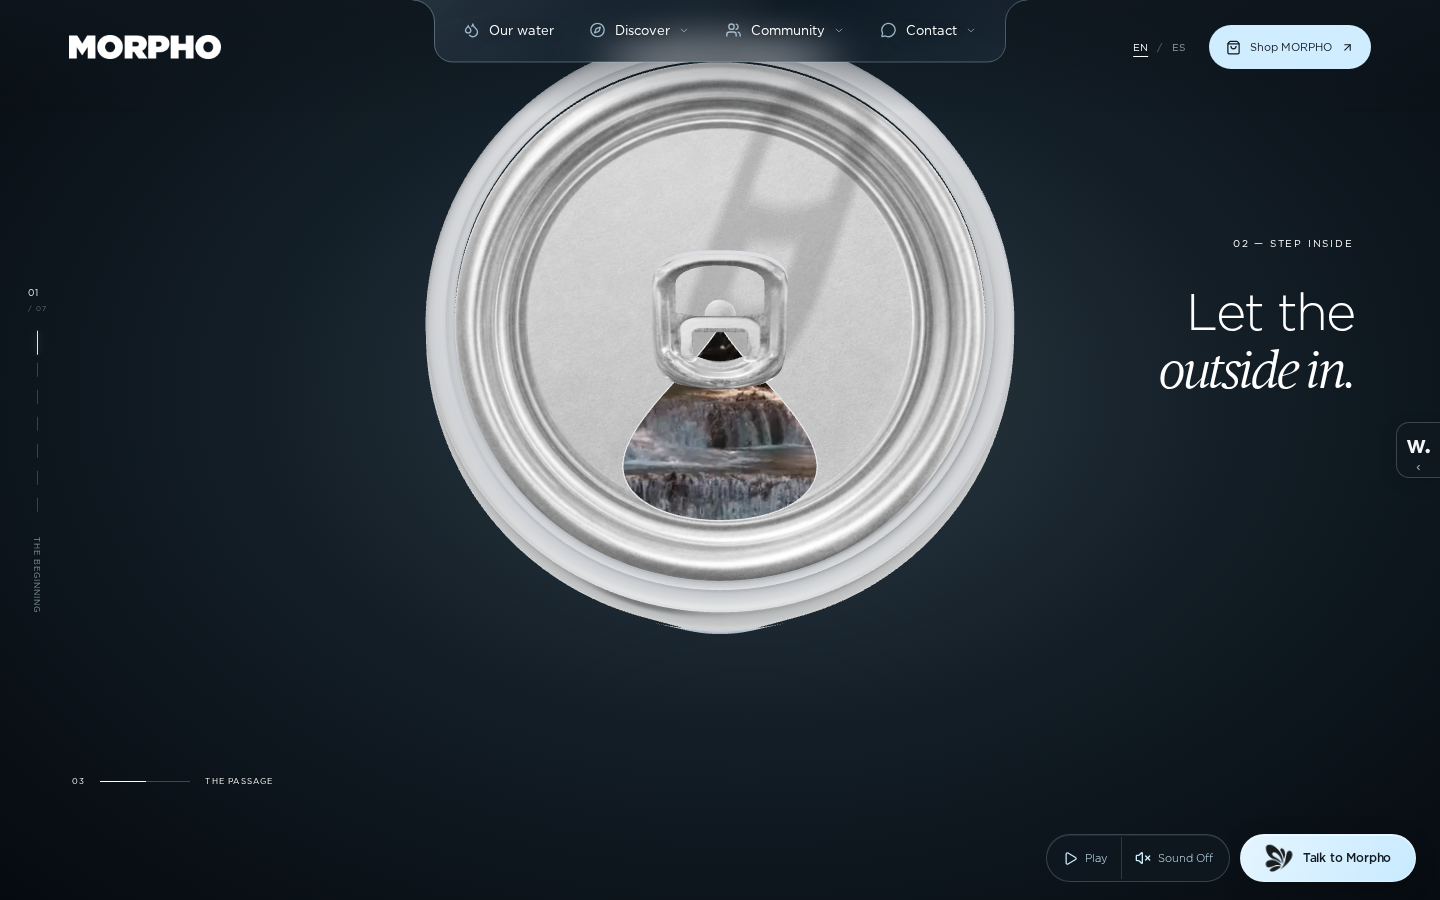 MORPHO
Our water
Discover
Community
Contact
EN / ES
Shop MORPHO
02 — STEP INSIDE
Let the
outside in.
01
/ 07
THE BEGINNING
W.
03
THE PASSAGE
Play
Sound Off
Talk to Morpho